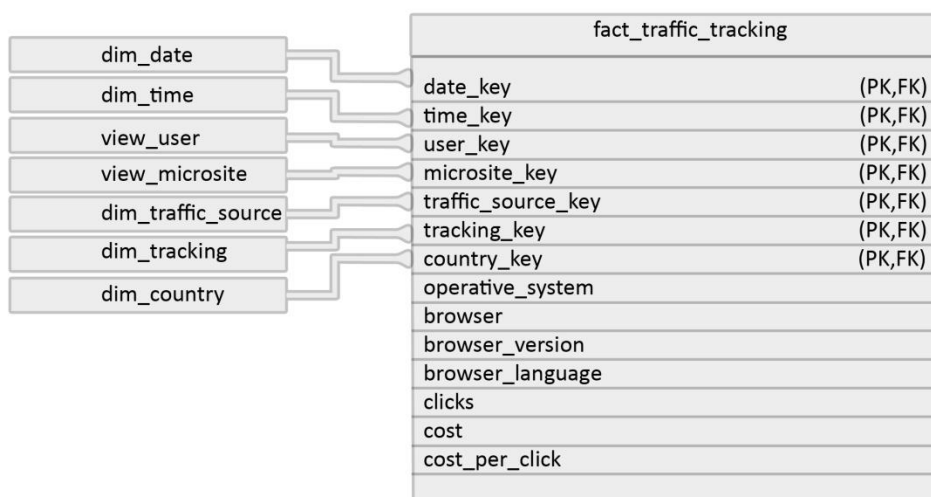 fact_traffic_tracking
dim_date
dim_time
view_user
view_microsite
dim_traffic_source
dim_tracking
dim_country
date_key (PK,FK)
time_key (PK,FK)
user_key (PK,FK)
microsite_key (PK,FK)
traffic_source_key (PK,FK)
tracking_key (PK,FK)
country_key (PK,FK)
operative_system
browser
browser_version
browser_language
clicks
cost
cost_per_click